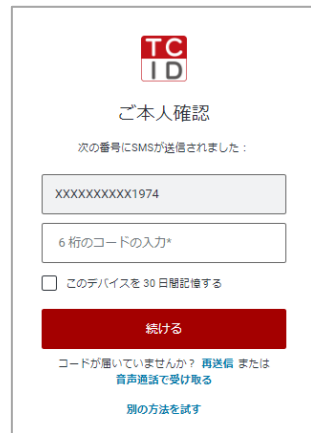 TC
ID
ご本人確認
次の番号にSMSが送信されました：
XXXXXXXXXX1974
6 桁のコードの入力*
このデバイスを 30 日間記憶する
続ける
コードが届いていませんか？ 再送信 または
音声通話で受け取る
別の方法を試す